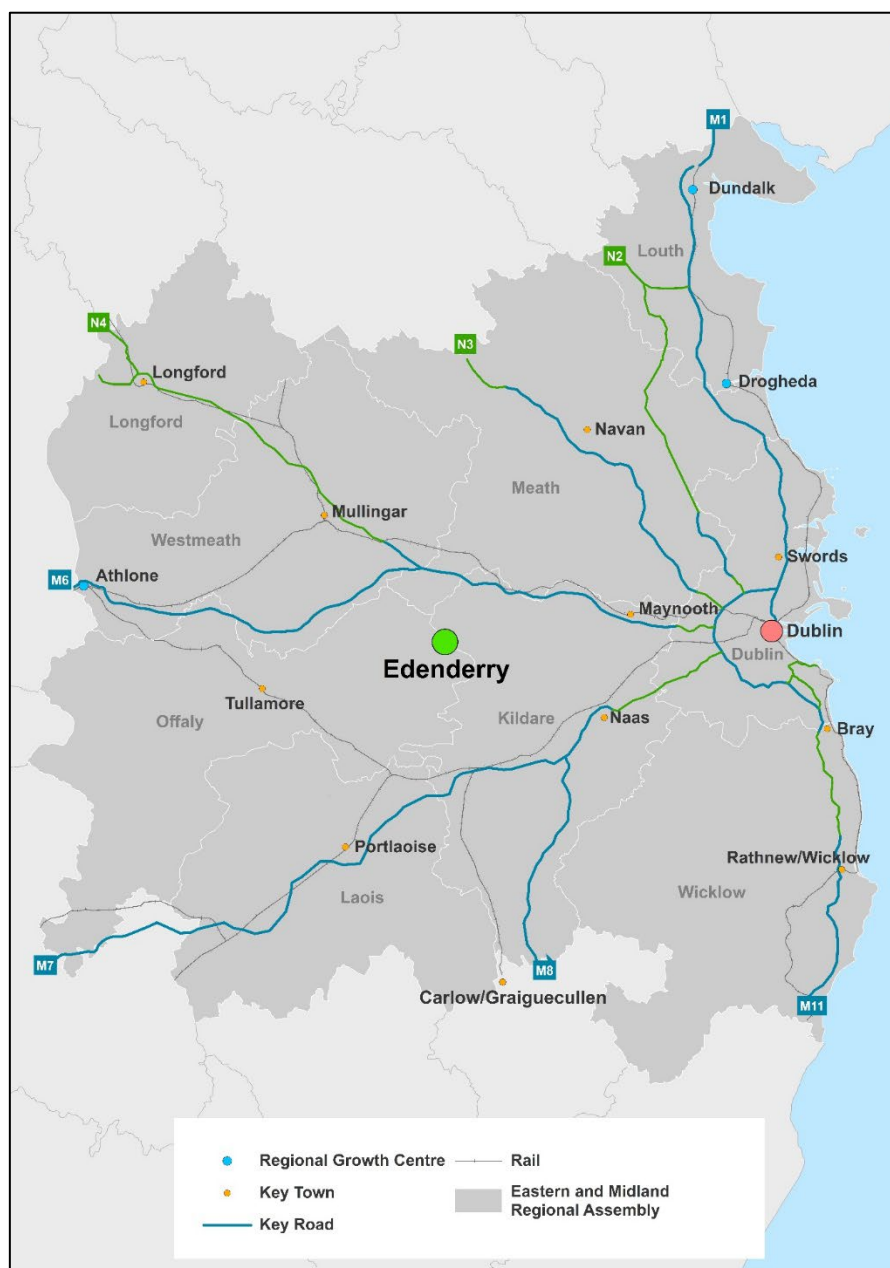 M1
Dundalk
Louth
N2
N4
N3
Longford
Drogheda
Longford
Navan
Meath
Mullingar
Westmeath
Swords
M6
Athlone
Maynooth
Dublin
Dublin
Edenderry
Tullamore
Offaly
Kildare
Naas
Bray
Portlaoise
Rathnew/Wicklow
Laois
Wicklow
M7
M8
Carlow/Graiguecullen
M11
Regional Growth Centre
Rail
Key Town
Eastern and Midland
Regional Assembly
Key Road